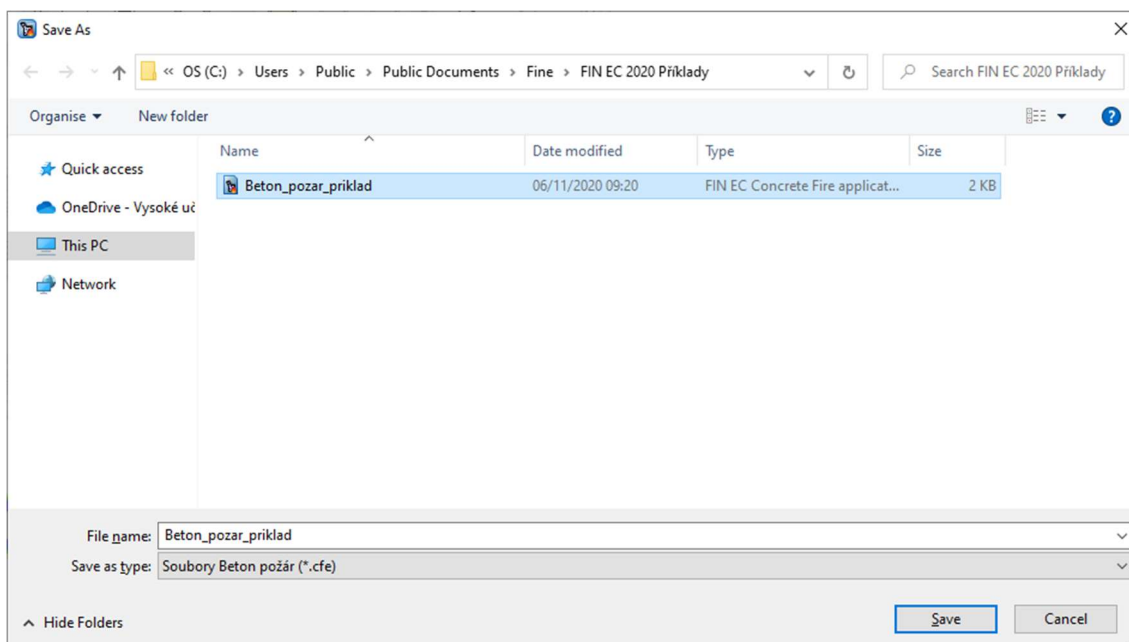 Save As
« OS (C:) › Users › Public › Public Documents › Fine › FIN EC 2020 Příklady
Search FIN EC 2020 Příklady
Organise
New folder
Name Date modified Type Size
Quick access
Beton_pozar_priklad 06/11/2020 09:20 FIN EC Concrete Fire applicat... 2 KB
OneDrive - Vysoké uč
This PC
Network
File name: Beton_pozar_priklad
Save as type: Soubory Beton požár (*.cfe)
Hide Folders
Save
Cancel